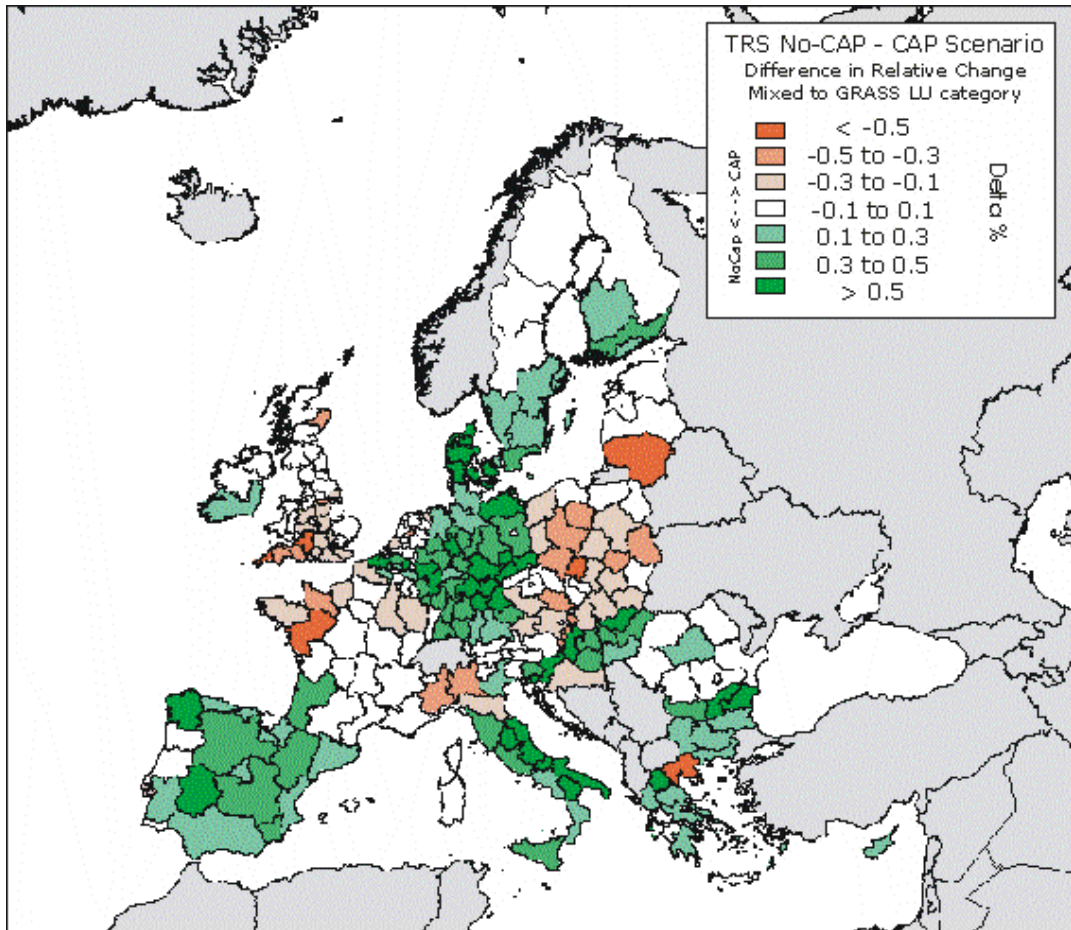 TRS No-CAP - CAP Scenario
Difference in Relative Change
Mixed to GRASS LU category
< -0.5
-0.5 to -0.3
-0.3 to -0.1
-0.1 to 0.1
0.1 to 0.3
0.3 to 0.5
> 0.5
NoCap <--> CAP
Delta %